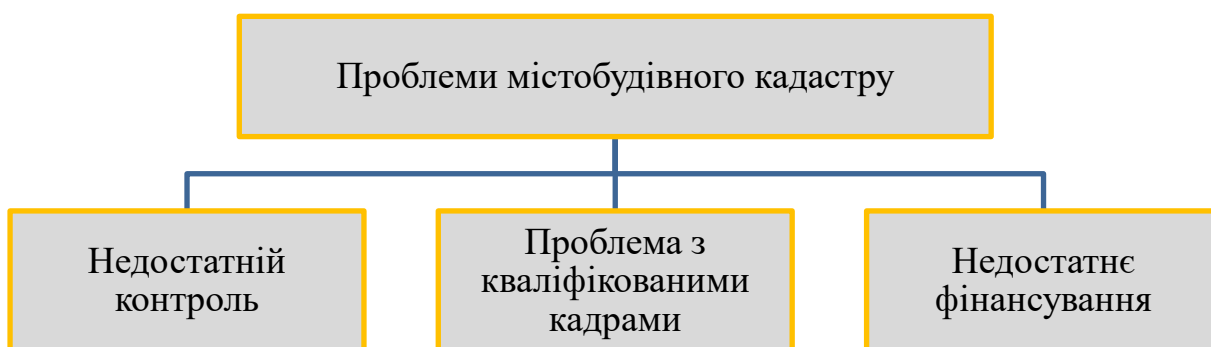 Проблеми містобудівного кадастру
Недостатній
контроль
Проблема з
кваліфікованими
кадрами
Недостатнє
фінансування